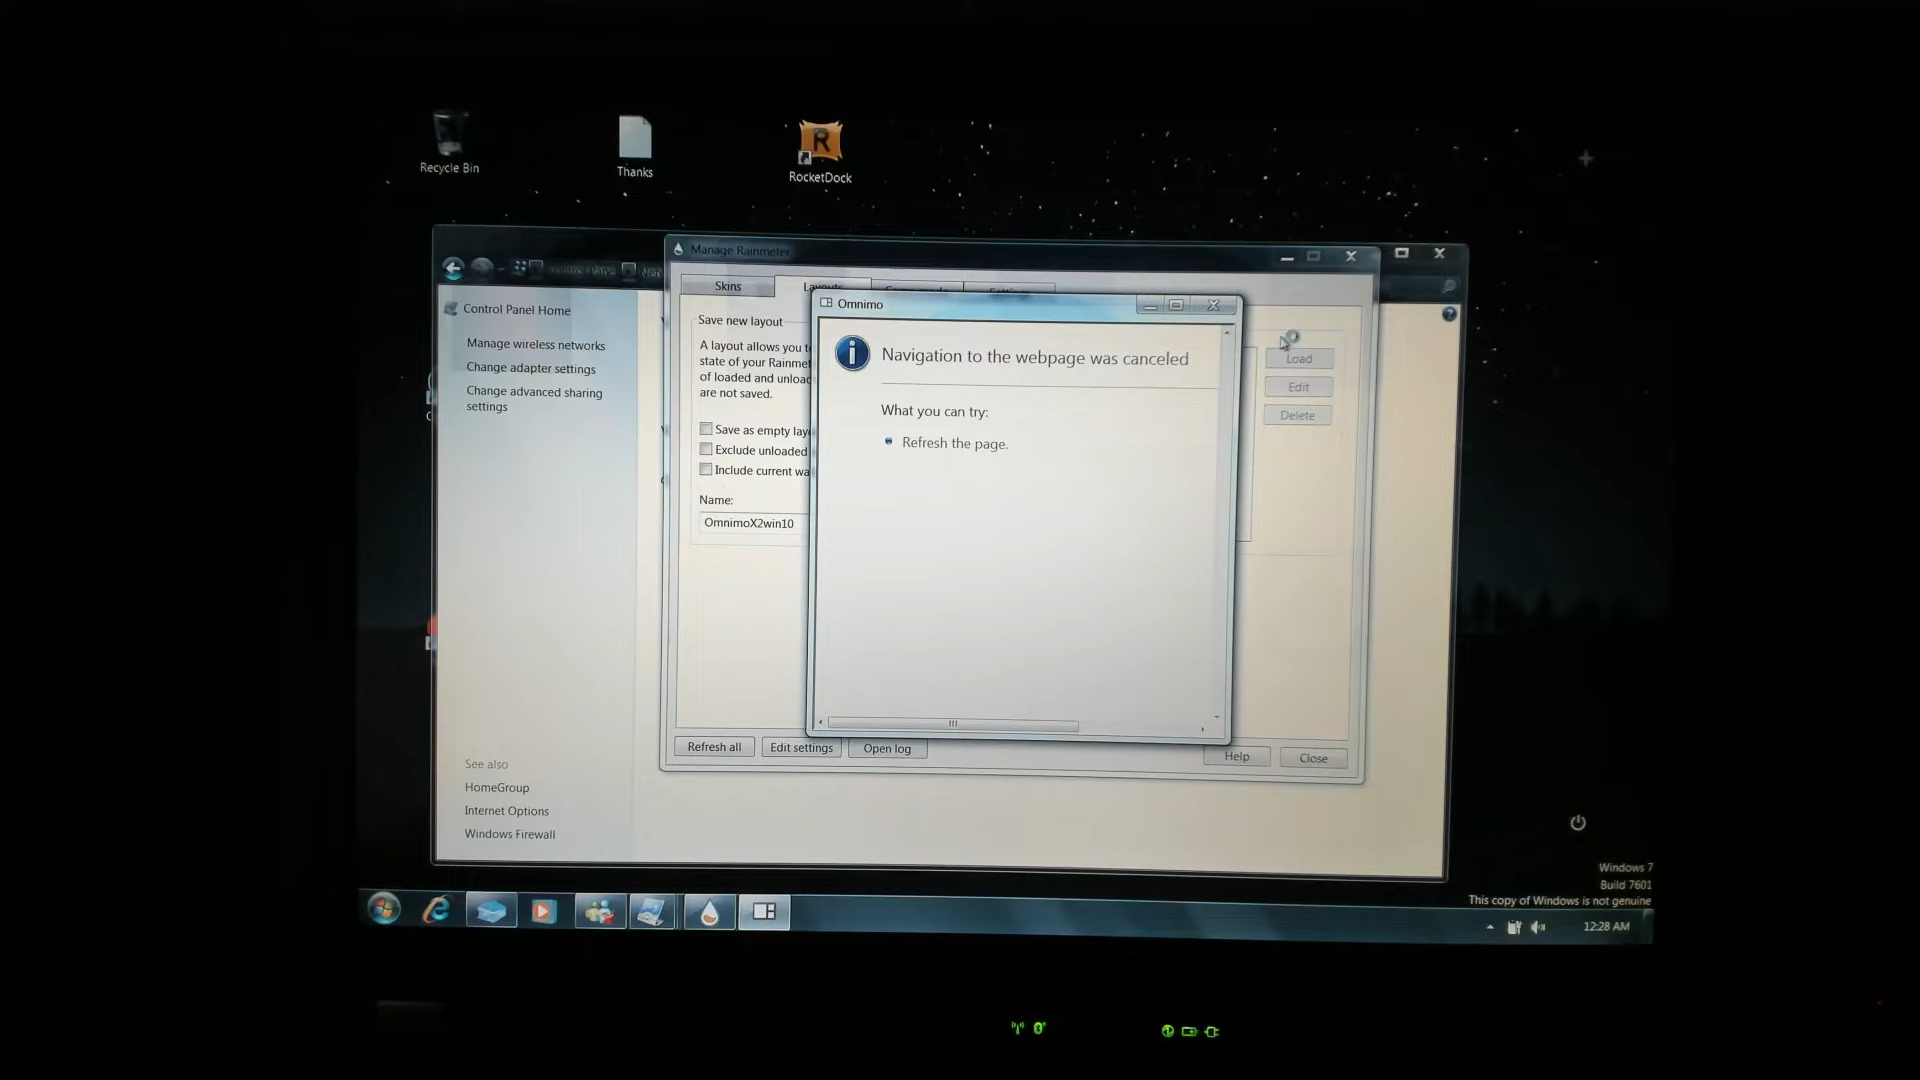 Recycle Bin
Thanks
RocketDock
Manage Rainmeter
Control Panel
Skins
Layouts
Omnimo
Control Panel Home
Manage wireless networks
Change adapter settings
Change advanced sharing
settings
Save new layout
A layout allows you t
state of your Rainmet
of loaded and unload
are not saved.
Save as empty lay
Exclude unloaded
Include current wa
Name:
OmnimoX2win10
Navigation to the webpage was canceled
What you can try:
Refresh the page.
Load
Edit
Delete
Refresh all
Edit settings
Open log
Help
Close
See also
HomeGroup
Internet Options
Windows Firewall
Windows 7
Build 7601
This copy of Windows is not genuine
12:28 AM